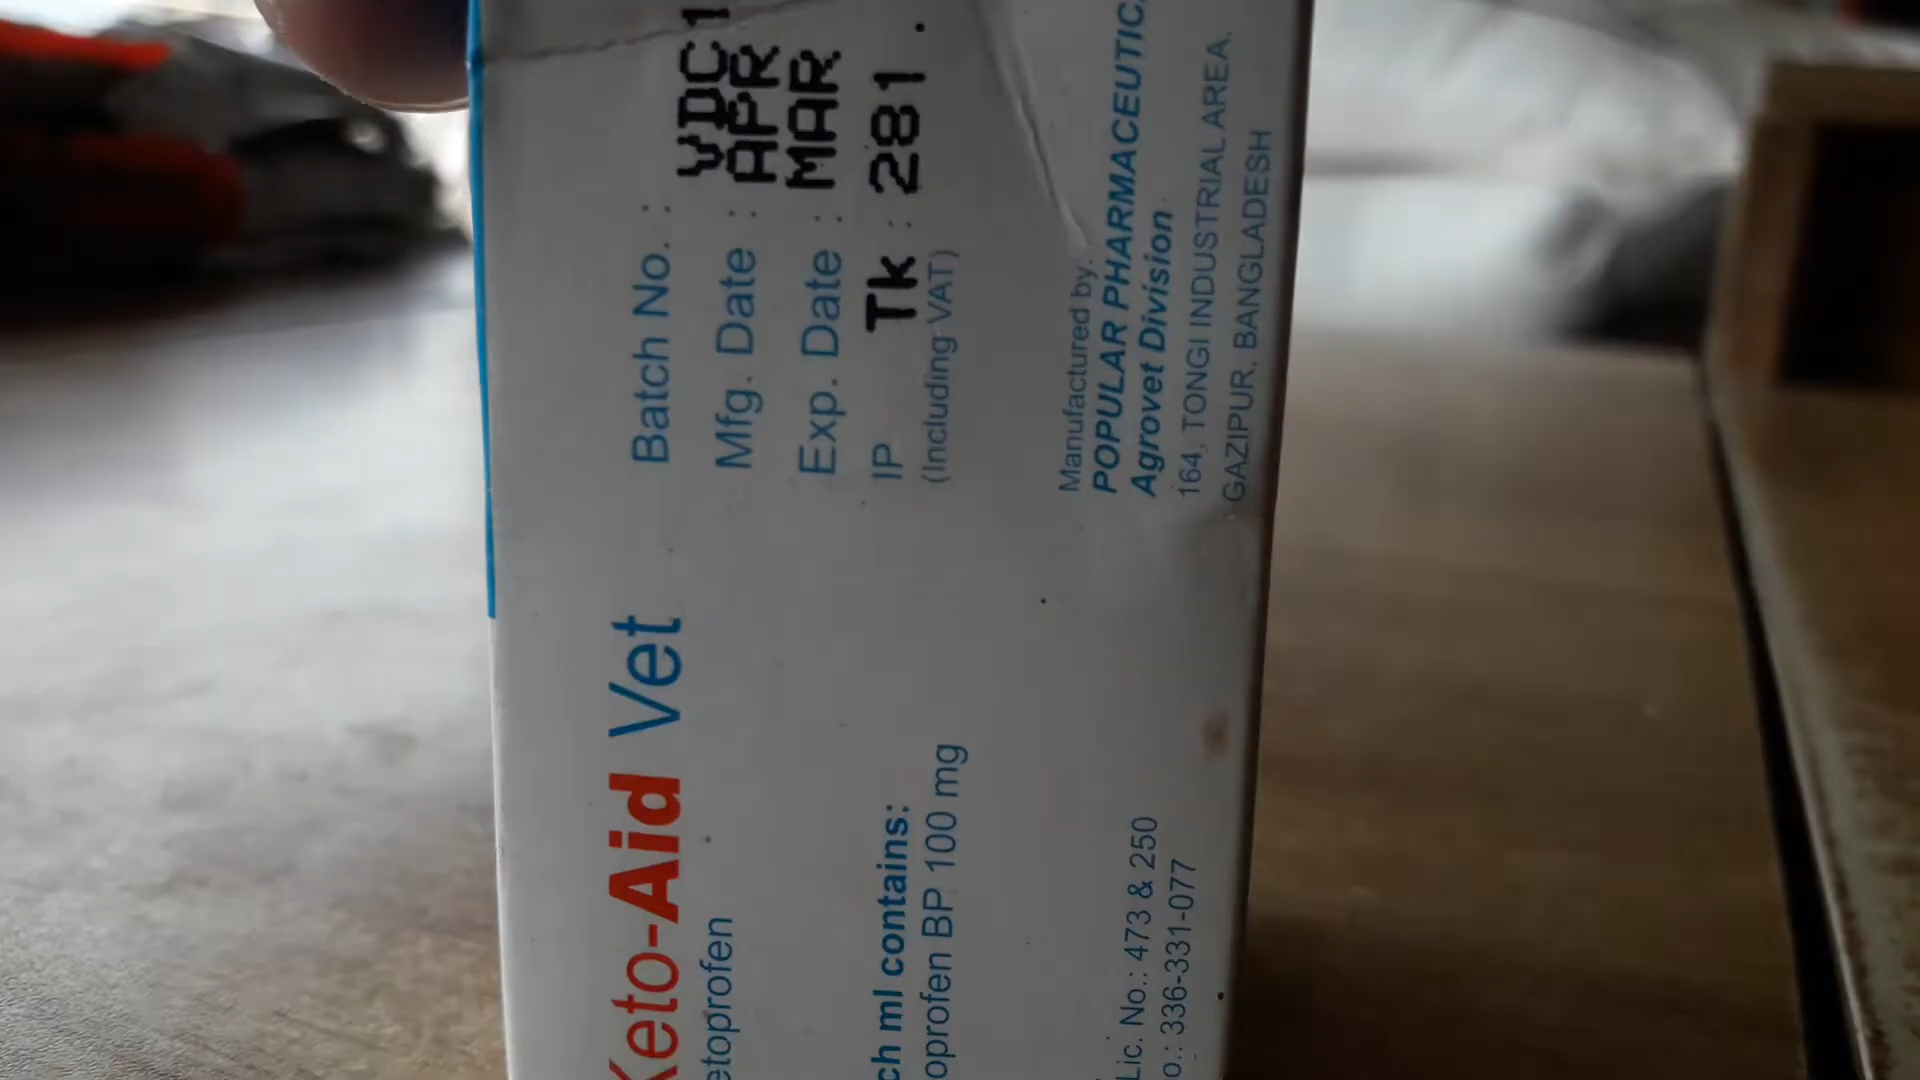 Keto-Aid Vet
etoprofen
ch ml contains:
oprofen BP 100 mg
Lic. No.: 473 & 250
o.: 336-331-077
Batch No. : VDC1
Mfg. Date : APR
Exp. Date : MAR
IP Tk : 281.
(Including VAT)
Manufactured by:
POPULAR PHARMACEUTIC
Agrovet Division
164, TONGI INDUSTRIAL AREA,
GAZIPUR, BANGLADESH